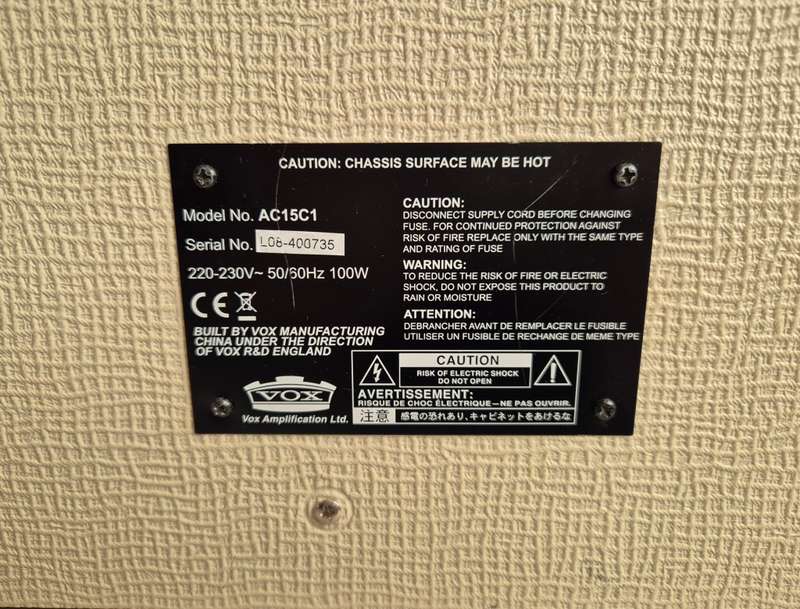 CAUTION: CHASSIS SURFACE MAY BE HOT
Model No. AC15C1
Serial No. L06-400735
220-230V~ 50/60Hz 100W
CE
BUILT BY VOX MANUFACTURING
CHINA UNDER THE DIRECTION
OF VOX R&D ENGLAND
VOX
Vox Amplification Ltd.
CAUTION:
DISCONNECT SUPPLY CORD BEFORE CHANGING
FUSE. FOR CONTINUED PROTECTION AGAINST
RISK OF FIRE REPLACE ONLY WITH THE SAME TYPE
AND RATING OF FUSE
WARNING:
TO REDUCE THE RISK OF FIRE OR ELECTRIC
SHOCK, DO NOT EXPOSE THIS PRODUCT TO
RAIN OR MOISTURE
ATTENTION:
DEBRANCHER AVANT DE REMPLACER LE FUSIBLE
UTILISER UN FUSIBLE DE RECHANGE DE MEME TYPE
CAUTION
RISK OF ELECTRIC SHOCK
DO NOT OPEN
AVERTISSEMENT:
RISQUE DE CHOC ÉLECTRIQUE—NE PAS OUVRIR.
注意 感電の恐れあり、キャビネットをあけるな